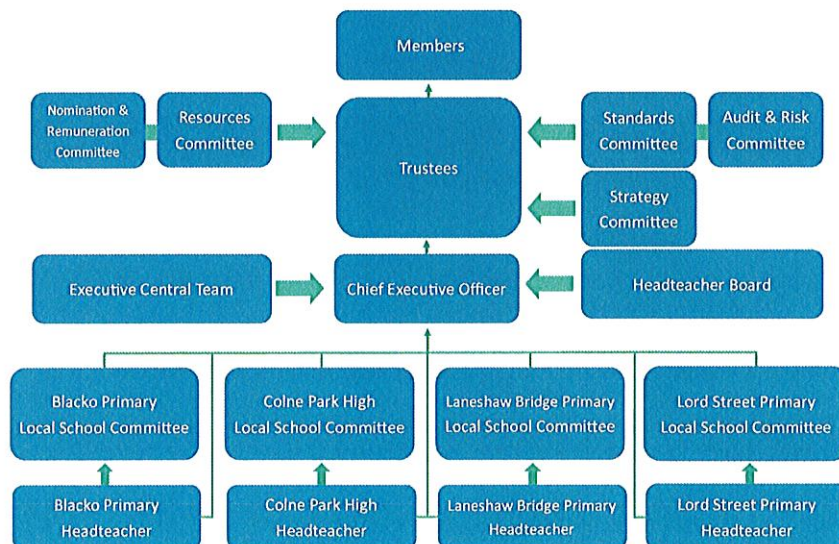 Members
Nomination &
Remuneration
Committee
Resources
Committee
Trustees
Standards
Committee
Audit & Risk
Committee
Strategy
Committee
Executive Central Team
Chief Executive Officer
Headteacher Board
Blacko Primary
Local School Committee
Colne Park High
Local School Committee
Laneshaw Bridge Primary
Local School Committee
Lord Street Primary
Local School Committee
Blacko Primary
Headteacher
Colne Park High
Headteacher
Laneshaw Bridge Primary
Headteacher
Lord Street Primary
Headteacher